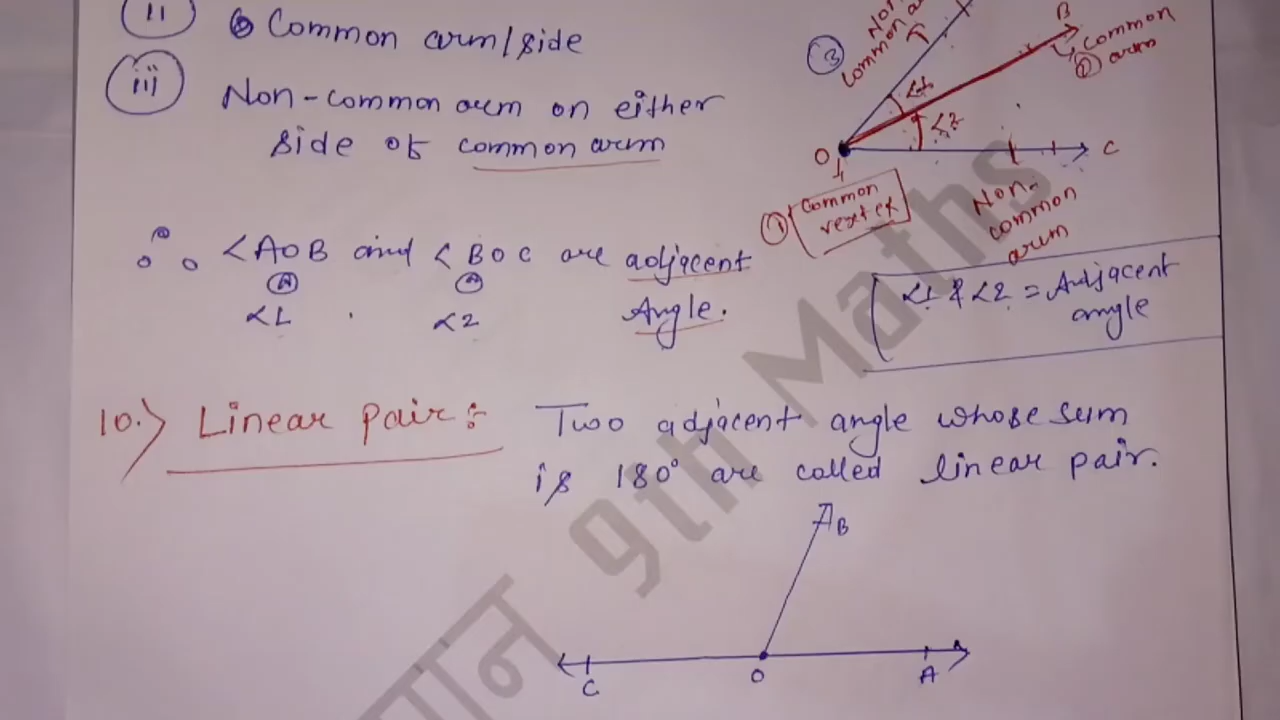 ii Common arm/side
iii Non-common arm on either
side of common arm
∴ <AOB and <BOC are adjacent
Angle.
<1 <2
10.> Linear pair :- Two adjacent angle whose sum
is 180° are called linear pair.
B
C O A
③ Non
common
B
common
② arm
<1
<2
O C
① Common
vertex
Non-
common
arm
<1 & <2 = Adjacent
angle
9th Maths